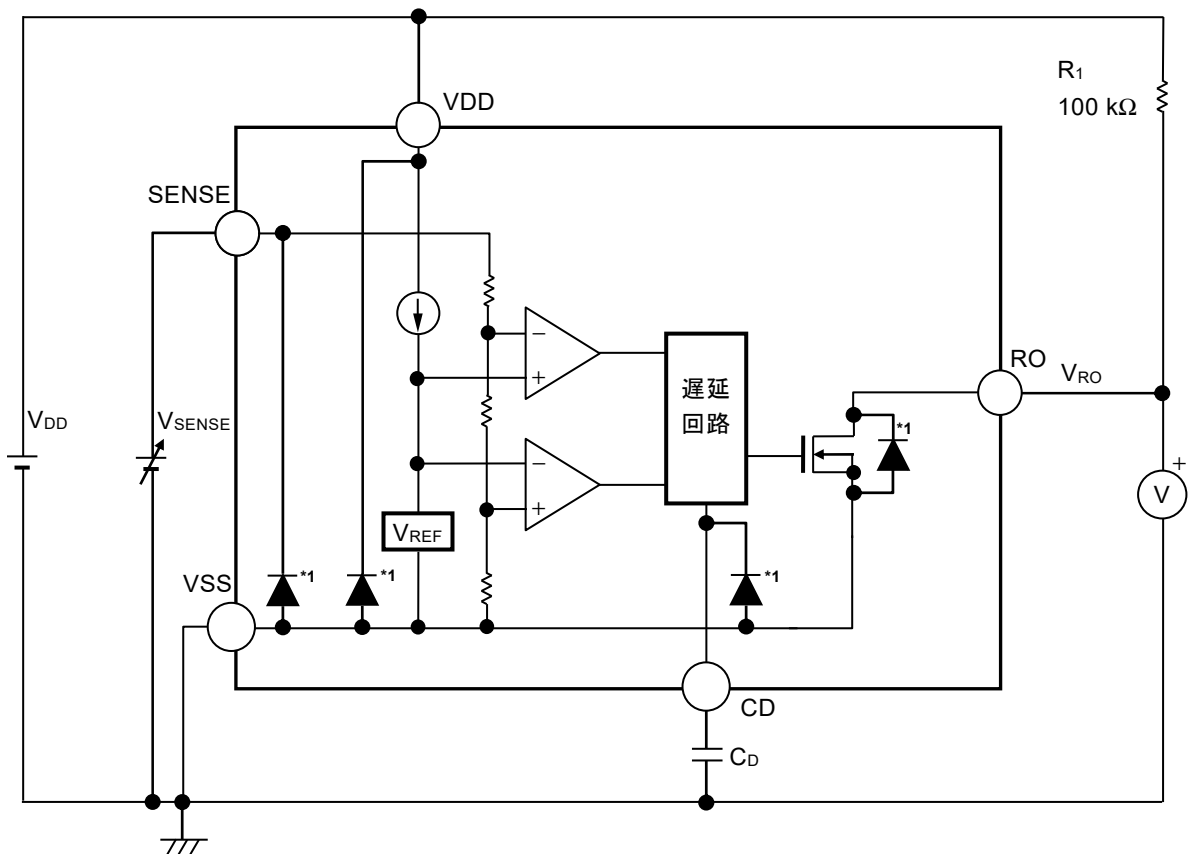 R1
100 kΩ
VDD
SENSE
−
+
遅延
回路
RO
VRO
*1
VDD
VSENSE
−
+
V
+
VREF
VSS
*1
*1
*1
CD
CD